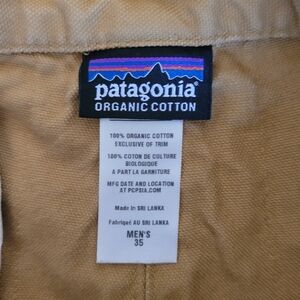 patagonia®
ORGANIC COTTON
100% ORGANIC COTTON
EXCLUSIVE OF TRIM
100% COTON DE CULTURE
BIOLOGIQUE
A PART LA GARNITURE
MFG DATE AND LOCATION
AT PCPSIA.COM
MADE IN SRI LANKA
Fabriqué AU SRI LANKA
MEN'S
35